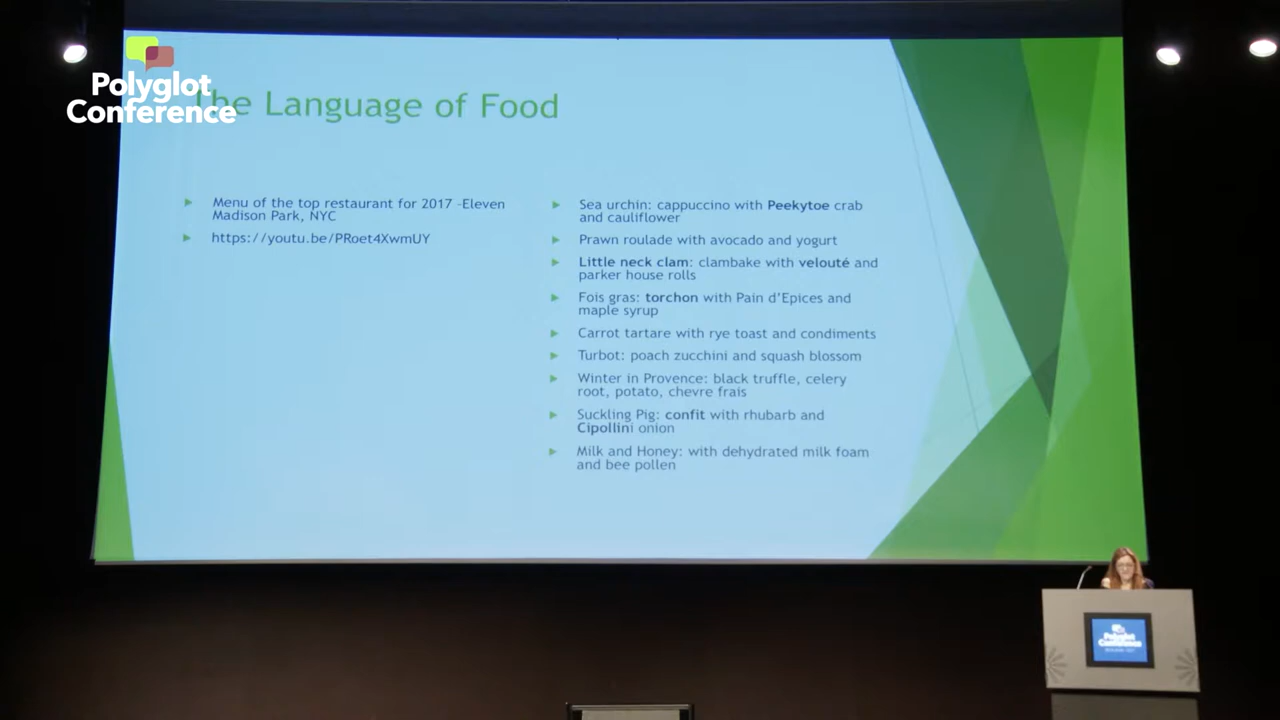 Polyglot
Conference
The Language of Food
Menu of the top restaurant for 2017 -Eleven
Madison Park, NYC
https://youtu.be/PRoet4XwmUY
Sea urchin: cappuccino with Peekytoe crab
and cauliflower
Prawn roulade with avocado and yogurt
Little neck clam: clambake with velouté and
parker house rolls
Fois gras: torchon with Pain d'Epices and
maple syrup
Carrot tartare with rye toast and condiments
Turbot: poach zucchini and squash blossom
Winter in Provence: black truffle, celery
root, potato, chevre frais
Suckling Pig: confit with rhubarb and
Cipollini onion
Milk and Honey: with dehydrated milk foam
and bee pollen
Polyglot
Conference